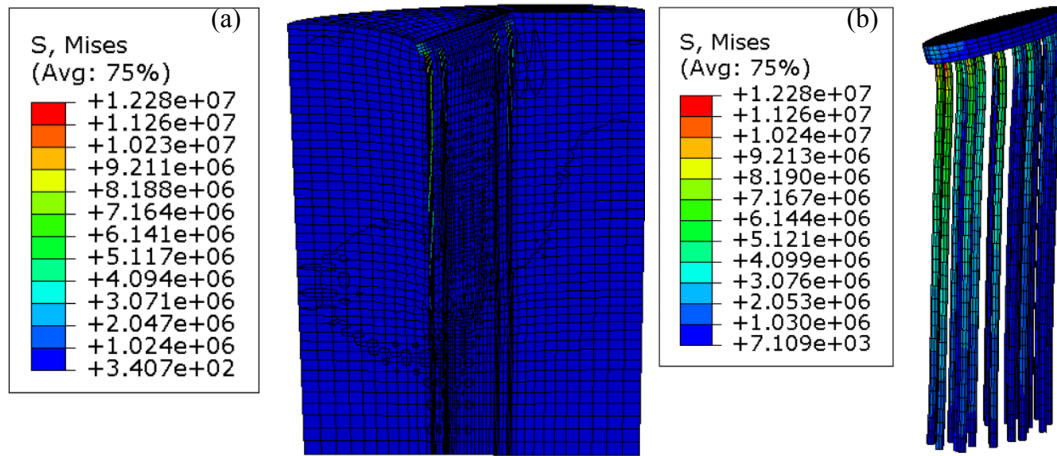 (a)
S, Mises
(Avg: 75%)
+1.228e+07
+1.126e+07
+1.023e+07
+9.211e+06
+8.188e+06
+7.164e+06
+6.141e+06
+5.117e+06
+4.094e+06
+3.071e+06
+2.047e+06
+1.024e+06
+3.407e+02
(b)
S, Mises
(Avg: 75%)
+1.228e+07
+1.126e+07
+1.024e+07
+9.213e+06
+8.190e+06
+7.167e+06
+6.144e+06
+5.121e+06
+4.099e+06
+3.076e+06
+2.053e+06
+1.030e+06
+7.109e+03